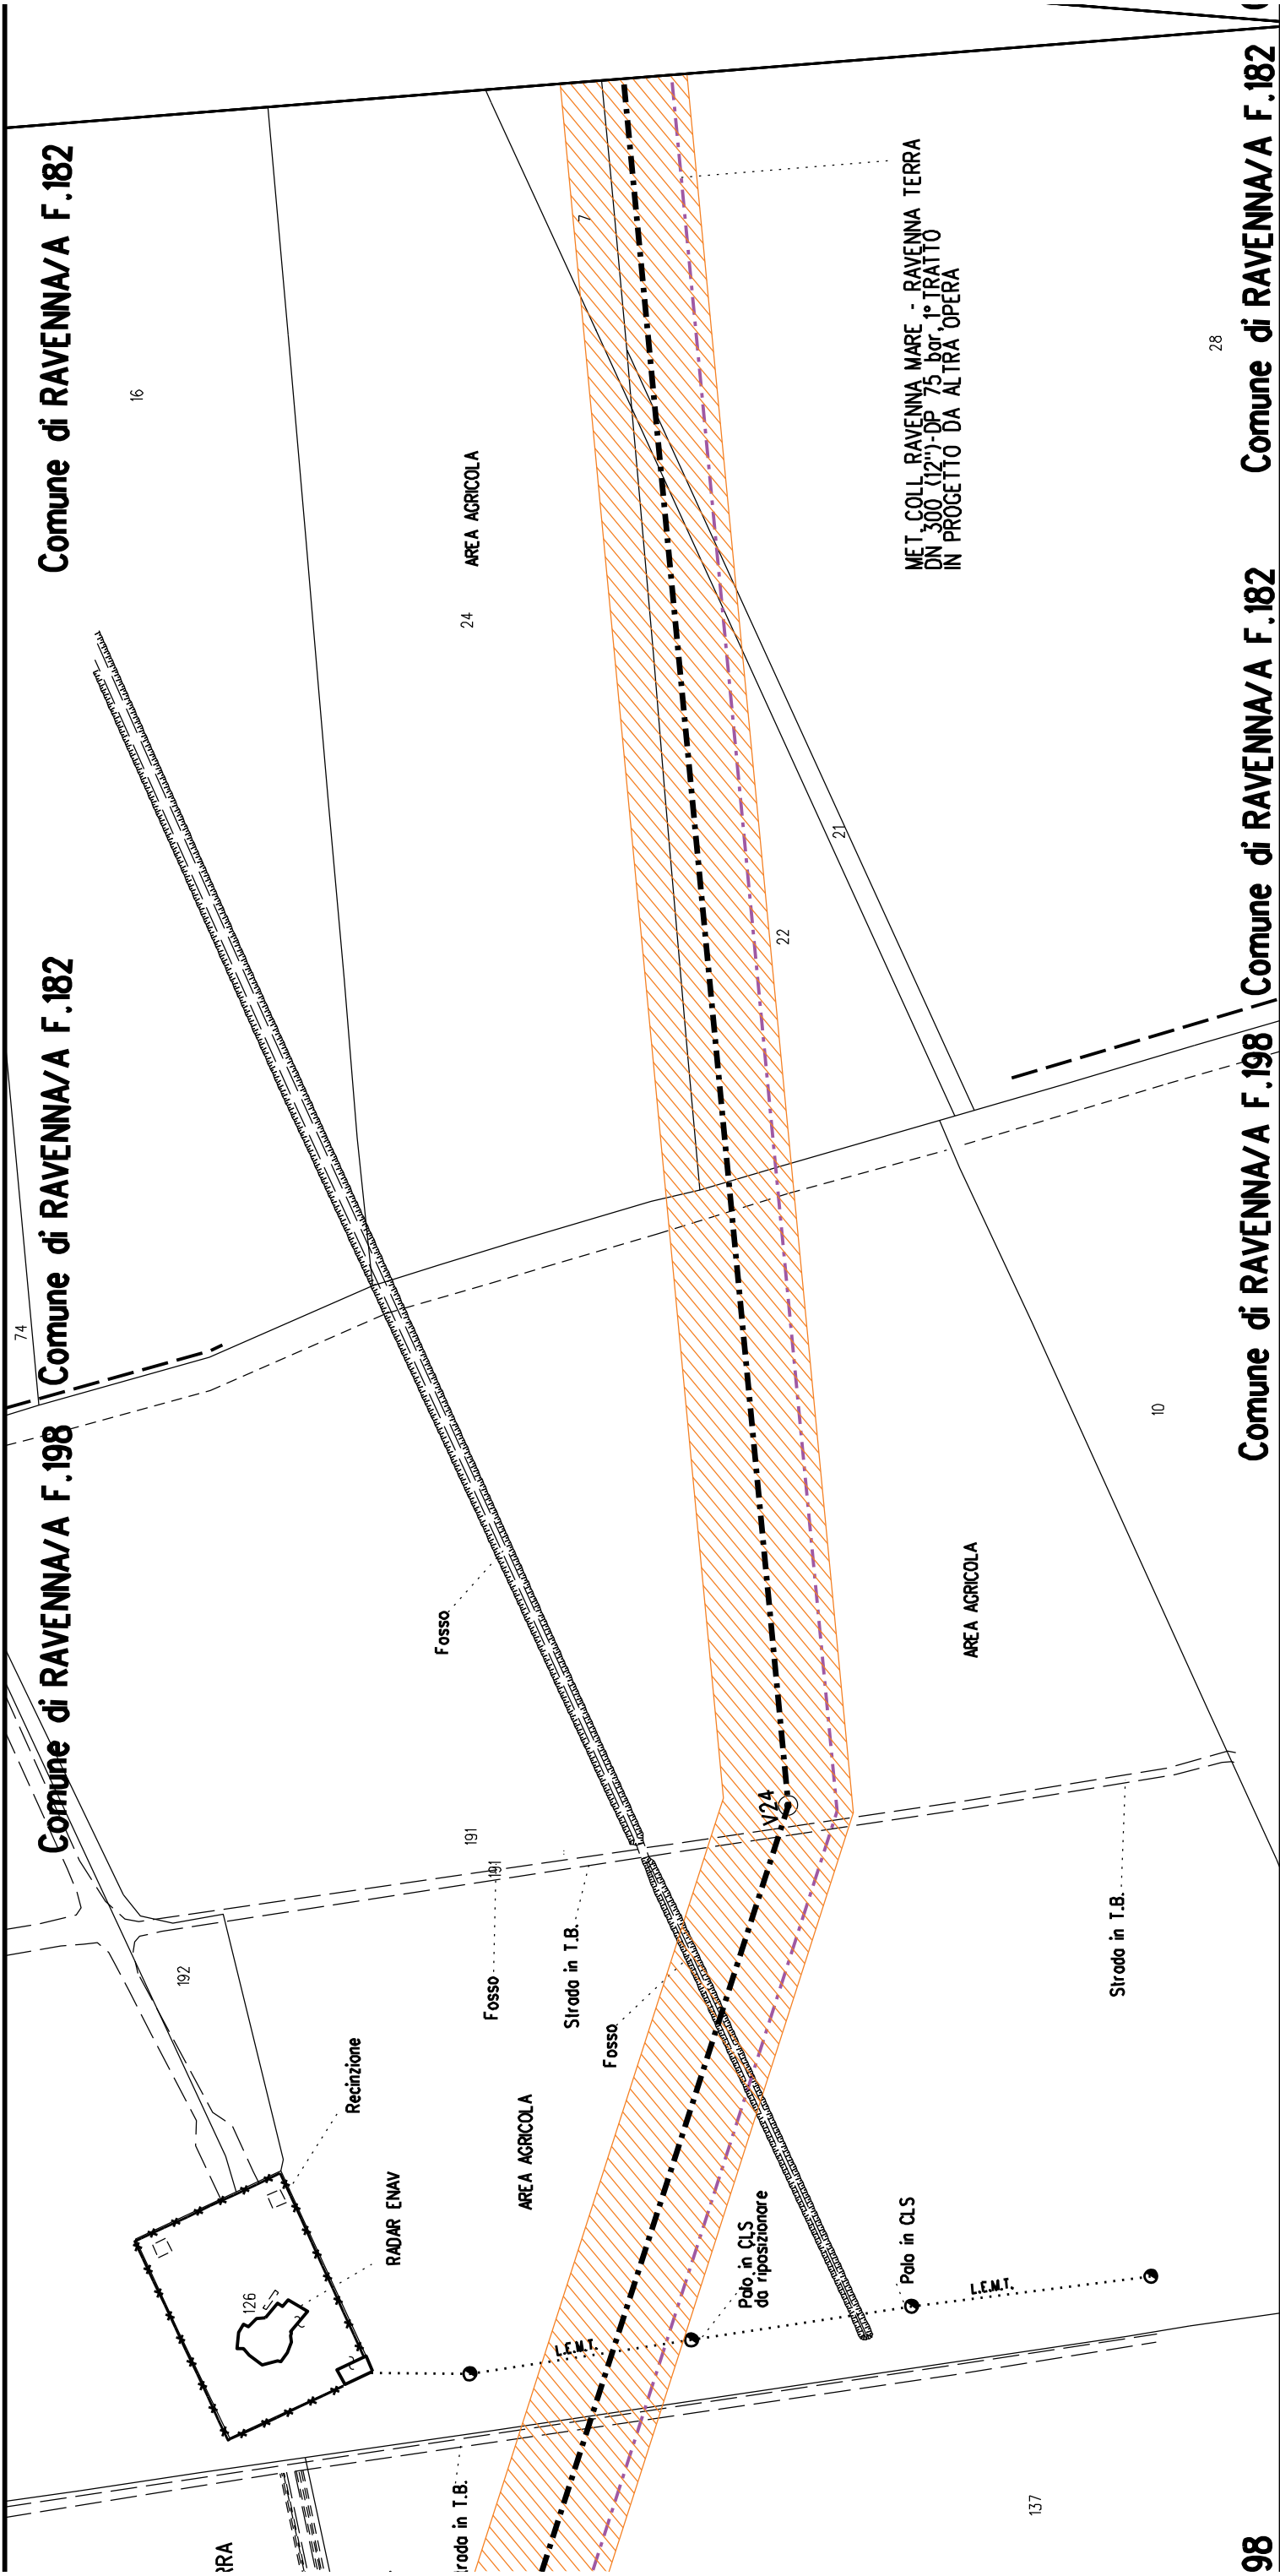 Comune di RAVENNA/A F.182
Comune di RAVENNA/A F.182
16
AREA AGRICOLA
24
7
MET. COLL. RAVENNA MARE - RAVENNA TERRA
DN 300 (12")-DP 75 bar, 1° TRATTO
IN PROGETTO DA ALTRA OPERA
28
21
22
Comune di RAVENNA/A F.182
Comune di RAVENNA/A F.182
74
Comune di RAVENNA/A F.198
Comune di RAVENNA/A F.198
10
Fosso
AREA AGRICOLA
V24
191
191
192
Fosso
Strada in T.B.
Fosso
Strada in T.B.
Recinzione
RADAR ENAV
AREA AGRICOLA
126
Palo in CLS
da riposizionare
Palo in CLS
L.E.M.T.
L.E.M.T.
rada in T.B.
RRA
137
98